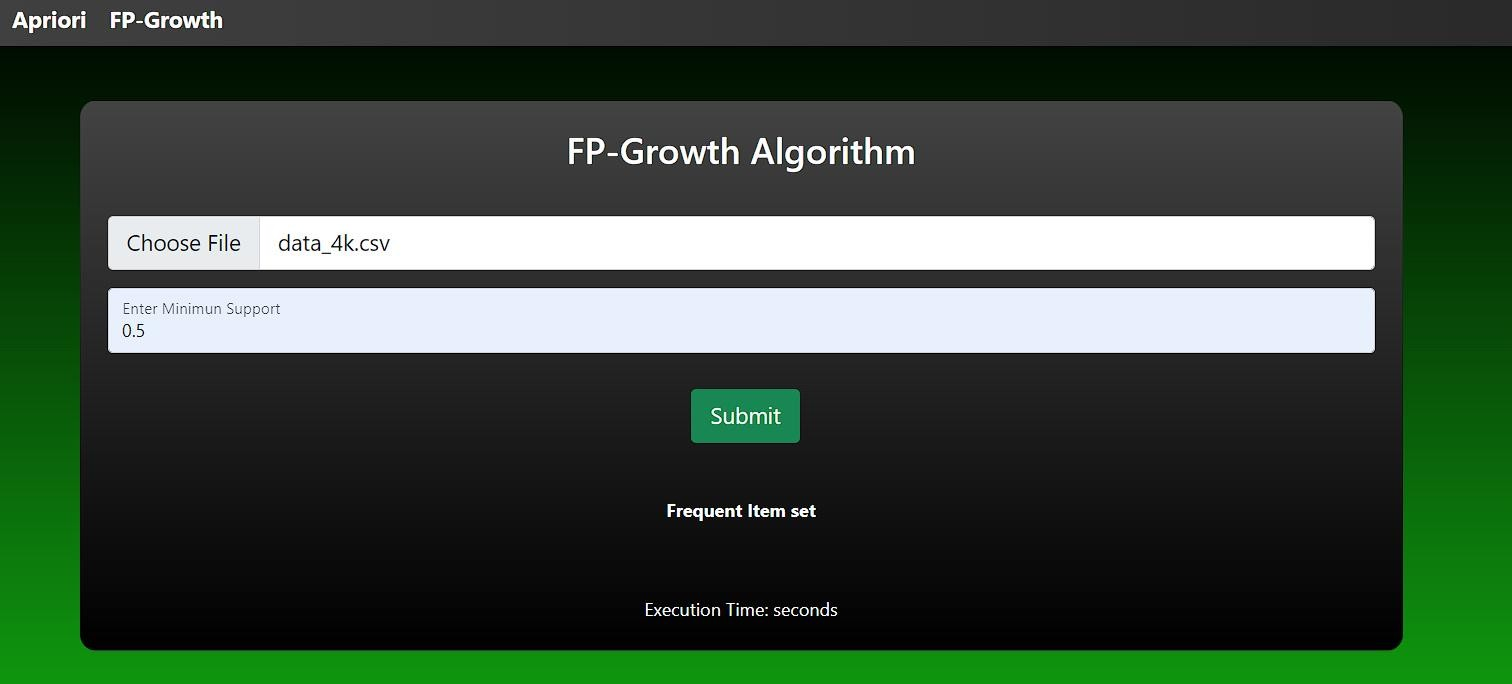 Apriori FP-Growth
FP-Growth Algorithm
Choose File data_4k.csv
Enter Minimun Support
0.5
Submit
Frequent Item set
Execution Time: seconds